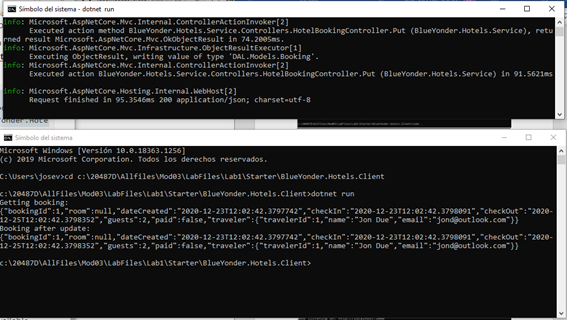 Símbolo del sistema - dotnet run
info: Microsoft.AspNetCore.Mvc.Internal.ControllerActionInvoker[2]
Executed action method BlueYonder.Hotels.Service.Controllers.HotelBookingController.Put (BlueYonder.Hotels.Service), retu
rned result Microsoft.AspNetCore.Mvc.OkObjectResult in 74.2005ms.
info: Microsoft.AspNetCore.Mvc.Infrastructure.ObjectResultExecutor[1]
Executing ObjectResult, writing value of type 'DAL.Models.Booking'.
info: Microsoft.AspNetCore.Mvc.Internal.ControllerActionInvoker[2]
Executed action BlueYonder.Hotels.Service.Controllers.HotelBookingController.Put (BlueYonder.Hotels.Service) in 91.5621ms
info: Microsoft.AspNetCore.Hosting.Internal.WebHost[2]
Request finished in 95.3546ms 200 application/json; charset=utf-8
Símbolo del sistema
Microsoft Windows [Versión 10.0.18363.1256]
(c) 2019 Microsoft Corporation. Todos los derechos reservados.
C:\Users\josev>cd c:\20487D\Allfiles\Mod03\LabFiles\Lab1\Starter\BlueYonder.Hotels.Client
c:\20487D\AllFiles\Mod03\LabFiles\Lab1\Starter\BlueYonder.Hotels.Client>dotnet run
Getting booking:
{"bookingId":1,"room":null,"dateCreated":"2020-12-23T12:02:42.3797742","checkIn":"2020-12-23T12:02:42.3798091","checkOut":"2020-
12-25T12:02:42.3798352","guests":2,"paid":false,"traveler":{"travelerId":1,"name":"Jon Due","email":"jond@outlook.com"}}
Booking after update:
{"bookingId":1,"room":null,"dateCreated":"2020-12-23T12:02:42.3797742","checkIn":"2020-12-23T12:02:42.3798091","checkOut":"2020-
12-25T12:02:42.3798352","guests":2,"paid":false,"traveler":{"travelerId":1,"name":"Jon Due","email":"jond@outlook.com"}}
c:\20487D\AllFiles\Mod03\LabFiles\Lab1\Starter\BlueYonder.Hotels.Client>